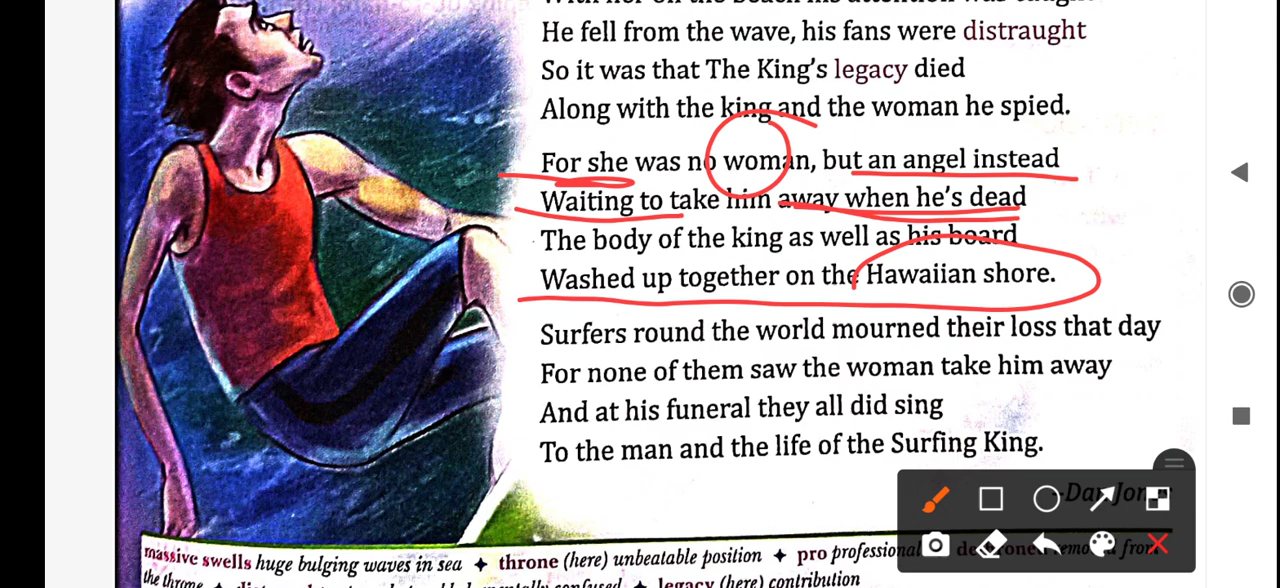 He fell from the wave, his fans were distraught
So it was that The King's legacy died
Along with the king and the woman he spied.
For she was no woman, but an angel instead
Waiting to take him away when he's dead
The body of the king as well as his board
Washed up together on the Hawaiian shore.
Surfers round the world mourned their loss that day
For none of them saw the woman take him away
And at his funeral they all did sing
To the man and the life of the Surfing King.
massive swells huge bulging waves in sea ✦ throne (here) unbeatable position ✦ pro
the throne ✦ legacy (here) contribution